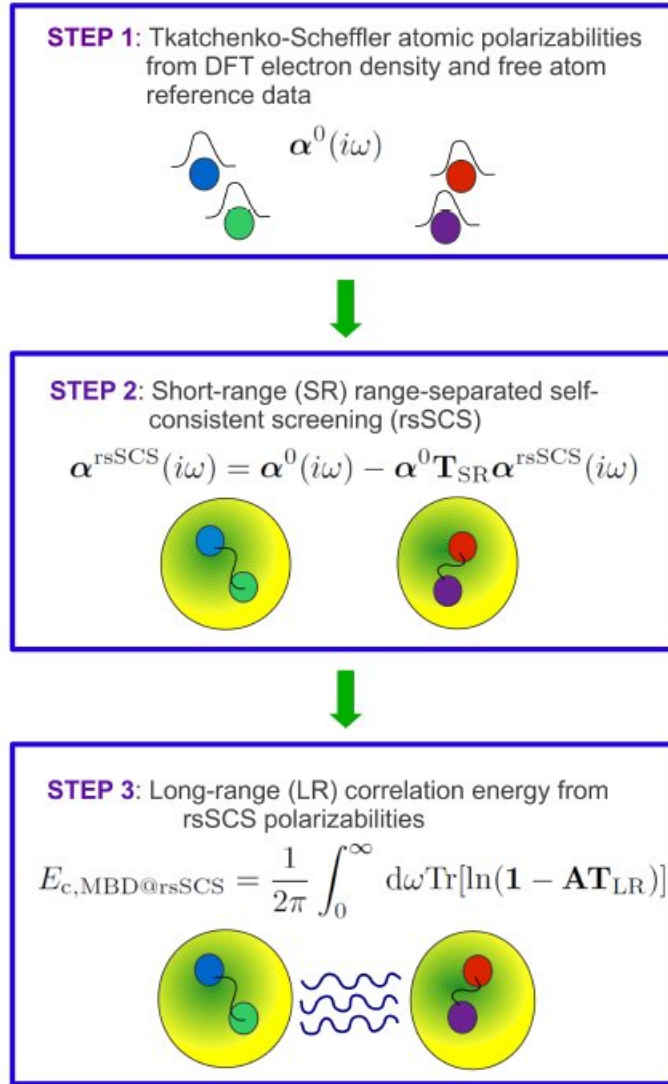 STEP 1: Tkatchenko-Scheffler atomic polarizabilities
from DFT electron density and free atom
reference data
α⁰(iω)
STEP 2: Short-range (SR) range-separated self-
consistent screening (rsSCS)
α^rsSCS(iω) = α⁰(iω) − α⁰T_SRα^rsSCS(iω)
STEP 3: Long-range (LR) correlation energy from
rsSCS polarizabilities
E_c,MBD@rsSCS = 1/2π ∫₀^∞ dωTr[ln(1 − AT_LR)]